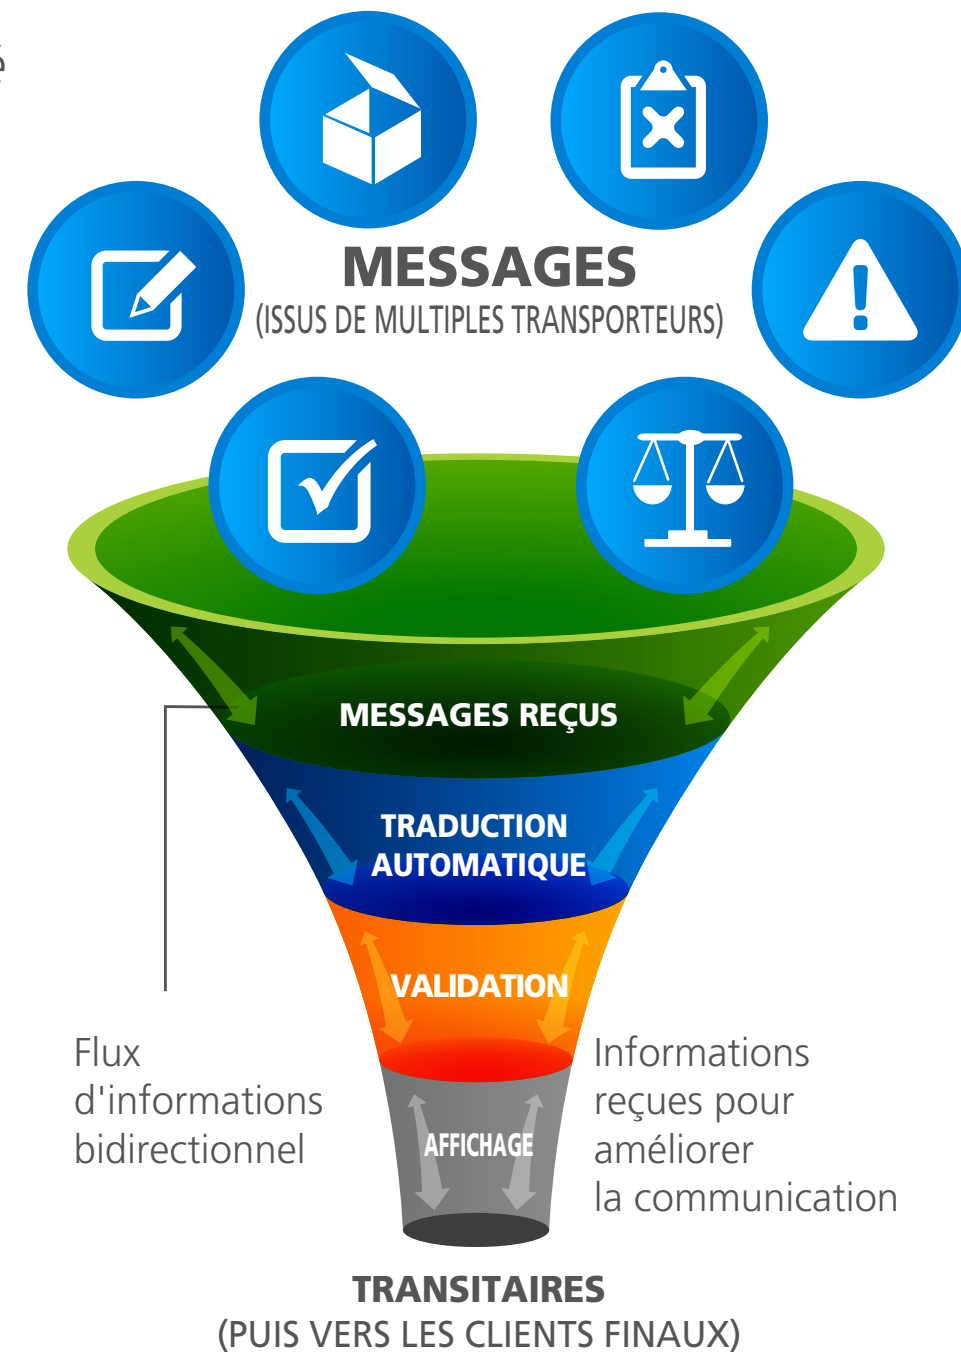 MESSAGES
(ISSUS DE MULTIPLES TRANSPORTEURS)
MESSAGES REÇUS
TRADUCTION
AUTOMATIQUE
VALIDATION
Flux
d'informations
bidirectionnel
Informations
reçues pour
améliorer
la communication
AFFICHAGE
TRANSITAIRES
(PUIS VERS LES CLIENTS FINAUX)